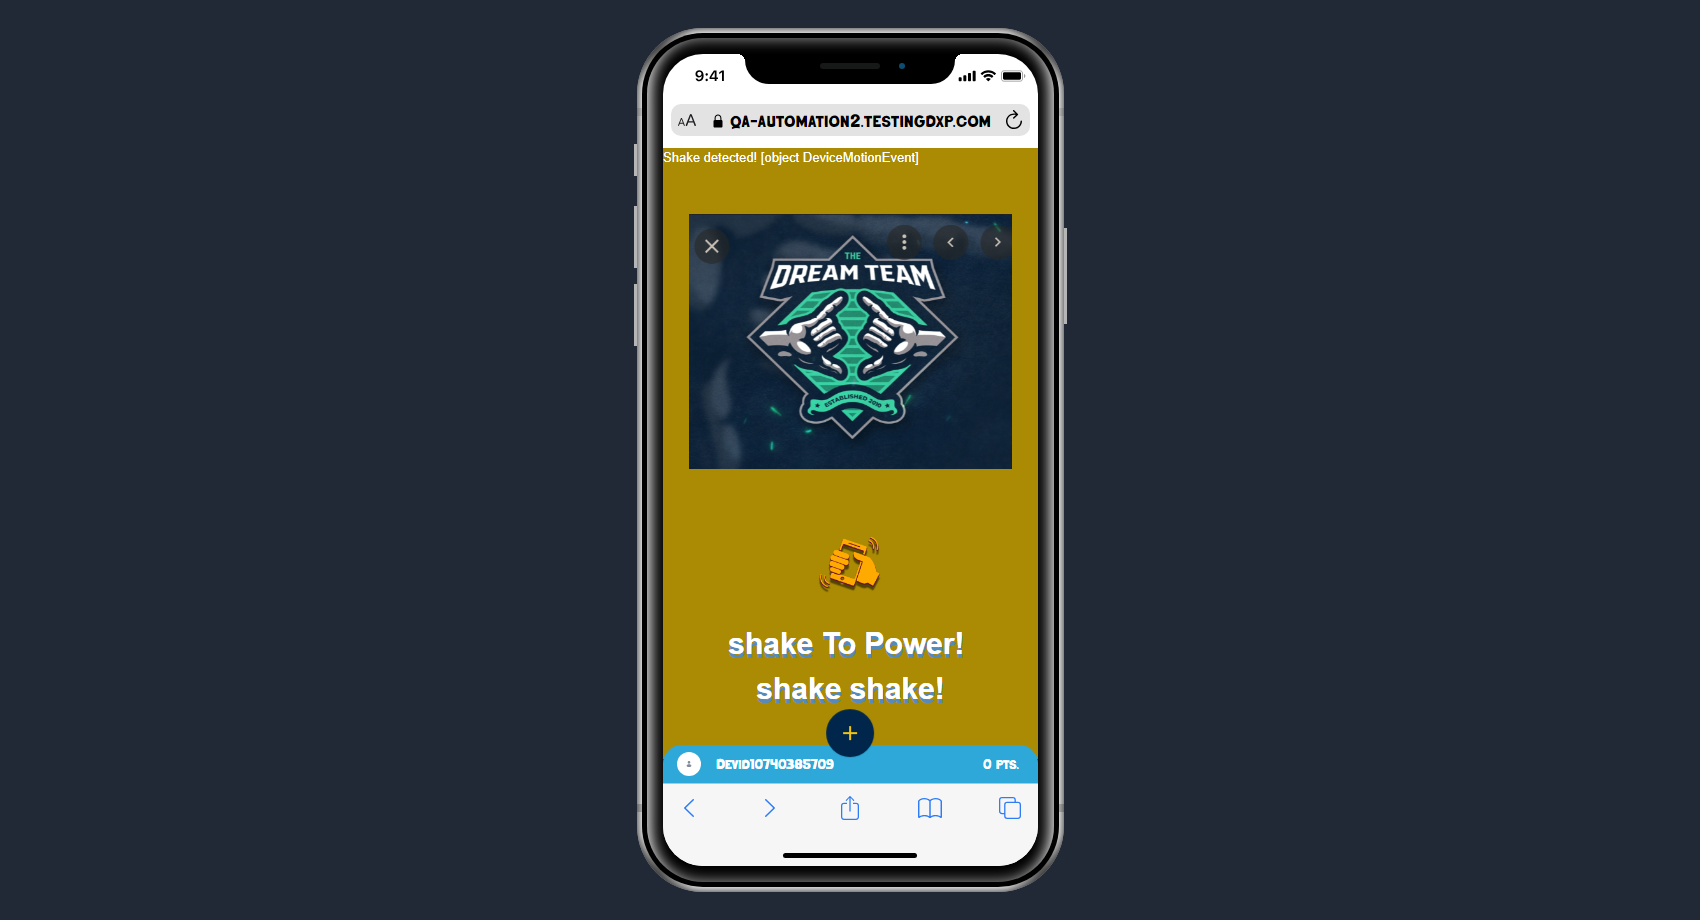 9:41
AA QA-AUTOMATION2.TESTINGDXP.COM
Shake detected! [object DeviceMotionEvent]
THE
DREAM TEAM
ESTABLISHED 2010
shake To Power!
shake shake!
+
DEVID10740385709 0 PTS.